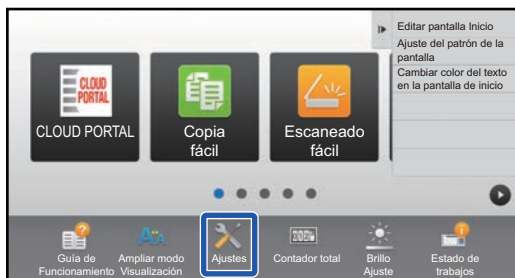 Editar pantalla Inicio
Ajuste del patrón de la
pantalla
Cambiar color del texto
en la pantalla de inicio
CLOUD
PORTAL
CLOUD PORTAL
Copia
fácil
Escaneado
fácil
Guía de
Funcionamiento
Ampliar modo
Visualización
Ajustes
Contador total
Brillo
Ajuste
Estado de
trabajos